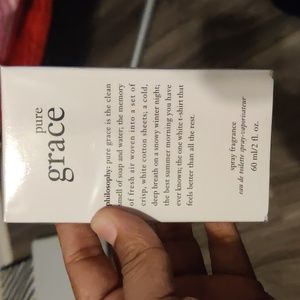 pure
grace
philosophy: pure grace is the clean
smell of soap and water; the memory
of fresh air woven into a set of
crisp, white cotton sheets; a cold,
deep breath on a snowy winter night;
the best summer morning you have
ever known; the one white t-shirt that
feels better than all the rest.
spray fragrance
eau de toilette spray-vaporisateur
60 ml/2 fl. oz.